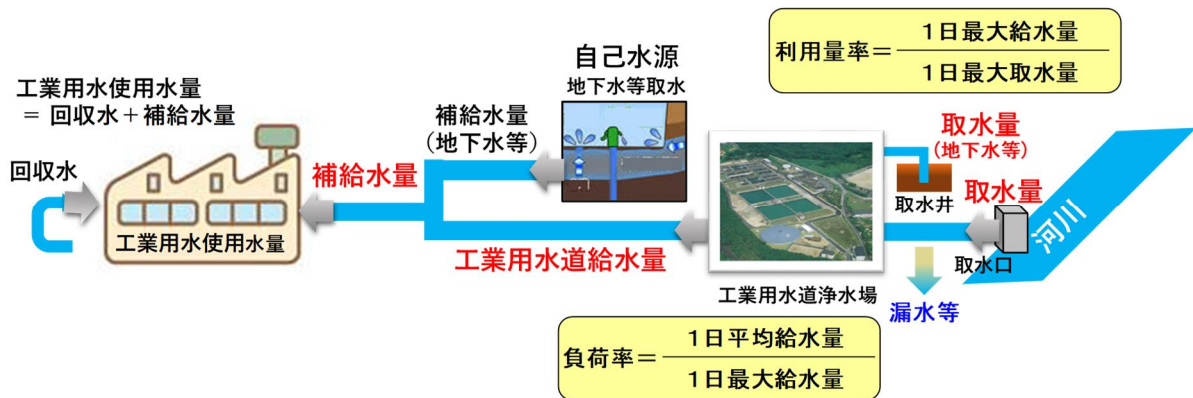 工業用水使用水量
= 回収水+補給水量
回収水
工業用水使用水量
補給水量
補給水量
(地下水等)
自己水源
地下水等取水
工業用水道給水量
利用量率=1日最大給水量
1日最大取水量
取水量
(地下水等)
取水井
取水量
取水口
河川
工業用水道浄水場
漏水等
負荷率=1日平均給水量
1日最大給水量